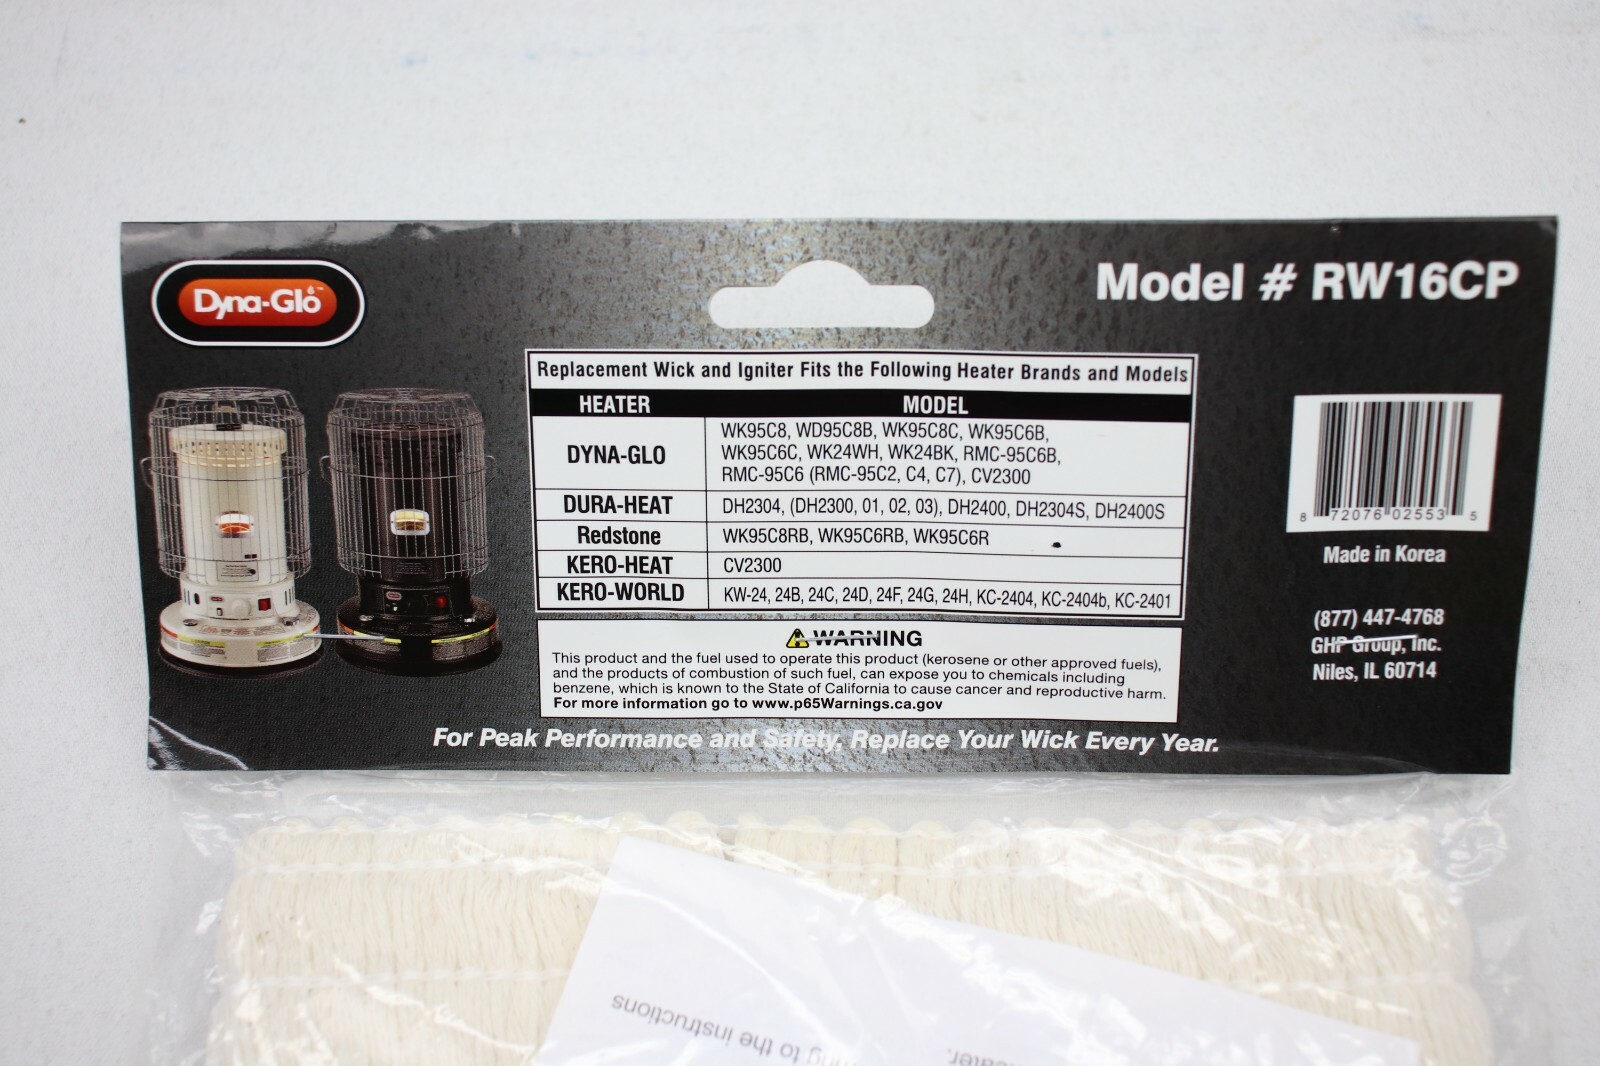 Dyna-Glo™
Model # RW16CP
Replacement Wick and Igniter Fits the Following Heater Brands and Models
HEATER MODEL
DYNA-GLO WK95C8, WD95C8B, WK95C8C, WK95C6B,
WK95C6C, WK24WH, WK24BK, RMC-95C6B,
RMC-95C6 (RMC-95C2, C4, C7), CV2300
DURA-HEAT DH2304, (DH2300, 01, 02, 03), DH2400, DH2304S, DH2400S
Redstone WK95C8RB, WK95C6RB, WK95C6R
KERO-HEAT CV2300
KERO-WORLD KW-24, 24B, 24C, 24D, 24F, 24G, 24H, KC-2404, KC-2404b, KC-2401
WARNING
This product and the fuel used to operate this product (kerosene or other approved fuels),
and the products of combustion of such fuel, can expose you to chemicals including
benzene, which is known to the State of California to cause cancer and reproductive harm.
For more information go to www.p65Warnings.ca.gov
For Peak Performance and Safety, Replace Your Wick Every Year.
8 72076 02553 5
Made in Korea
(877) 447-4768
GHP Group, Inc.
Niles, IL 60714
to the instructions